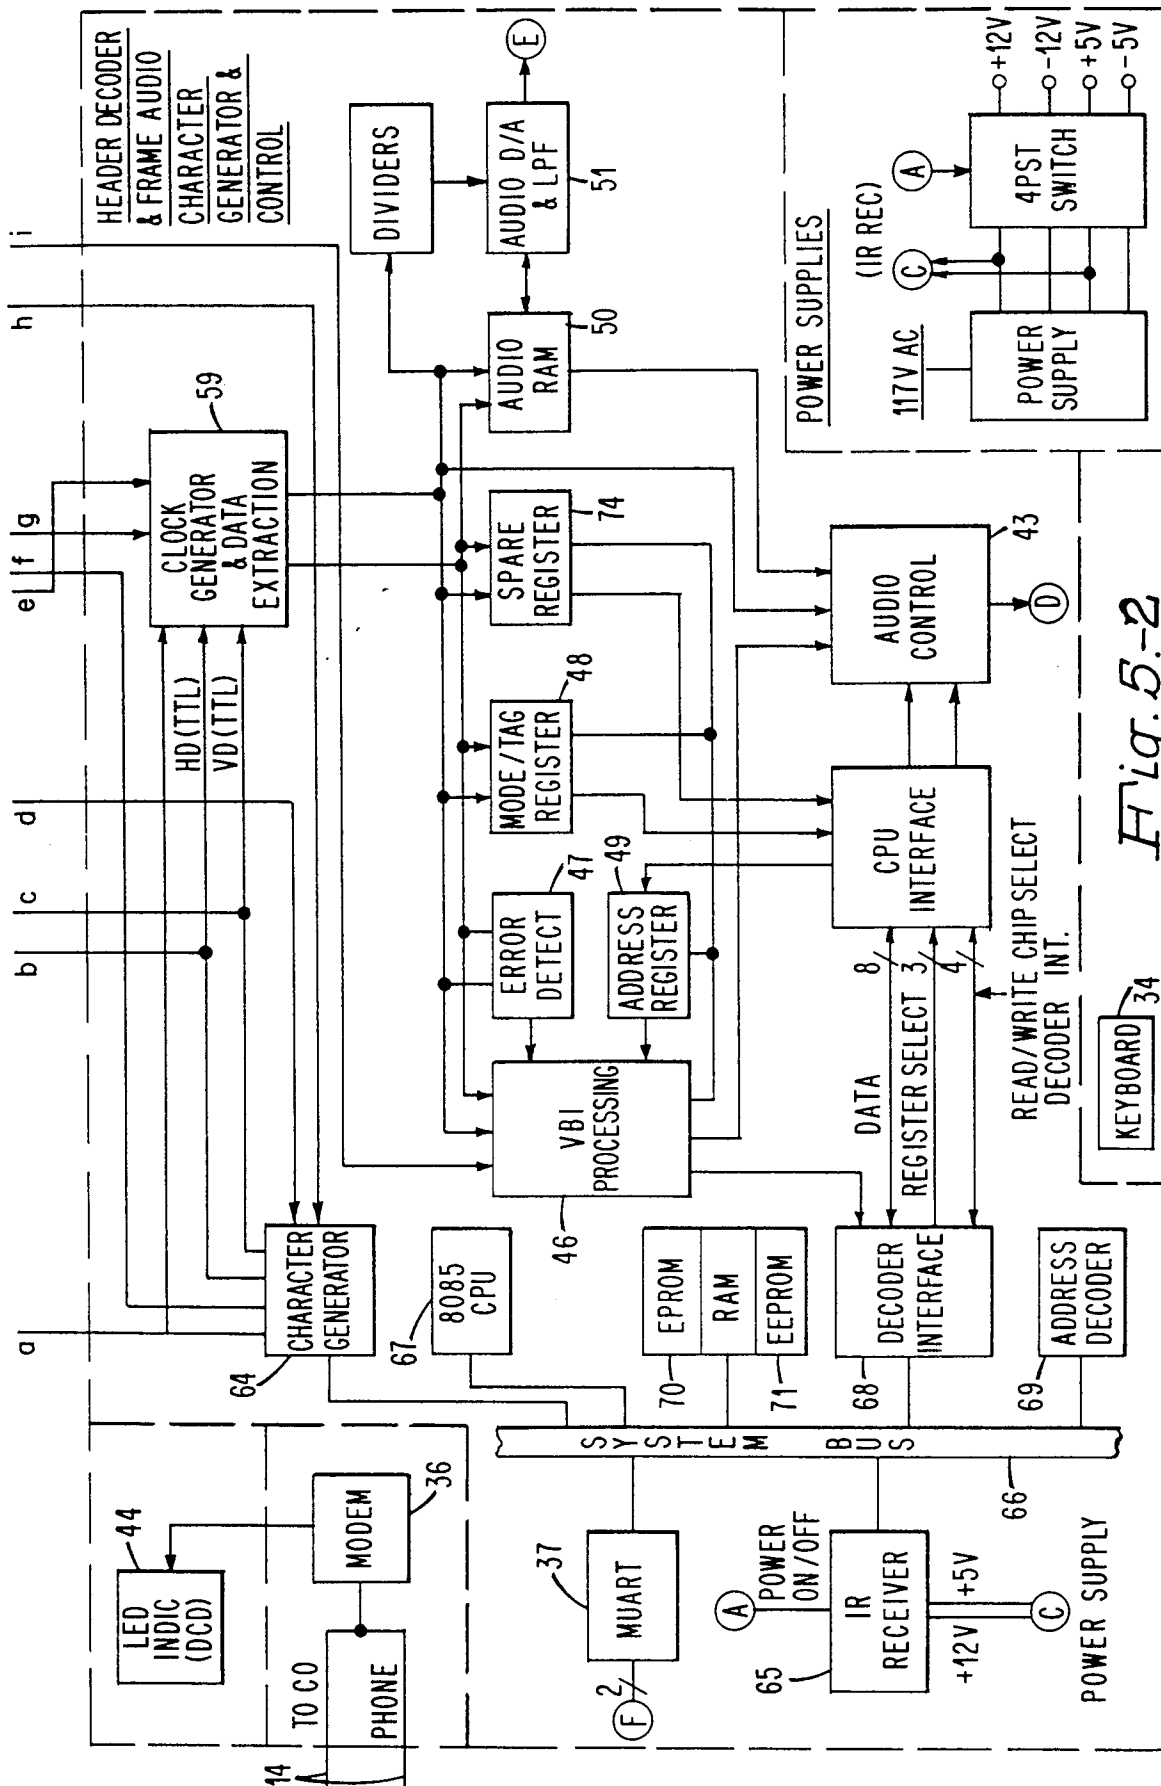 a
b
c
d
e
f
g
h
i
HEADER DECODER
& FRAME AUDIO
CHARACTER
GENERATOR &
CONTROL
44
LED
INDIC
(DCD)
TO CO
PHONE
14
MODEM
36
64
CHARACTER
GENERATOR
HD(TTL)
VD(TTL)
CLOCK
GENERATOR
& DATA
EXTRACTION
59
DIVIDERS
AUDIO D/A
& LPF
51
E
AUDIO
RAM
50
67
8085
CPU
46
VBI
PROCESSING
ERROR
DETECT
47
MODE/TAG
REGISTER
48
SPARE
REGISTER
74
ADDRESS
REGISTER
49
37
MUART
2
F
SYSTEM BUS
66
70
EPROM
RAM
EEPROM
71
68
DECODER
INTERFACE
DATA
8
REGISTER SELECT
3
4
READ/WRITE CHIP SELECT
DECODER INT.
CPU
INTERFACE
AUDIO
CONTROL
43
D
69
ADDRESS
DECODER
A
POWER
ON/OFF
65
IR
RECEIVER
+12V
+5V
C
POWER SUPPLY
KEYBOARD
34
POWER SUPPLIES
117V AC
POWER
SUPPLY
(IR REC)
C
A
4PST
SWITCH
+12V
-12V
+5V
-5V
Fig. 5.-2